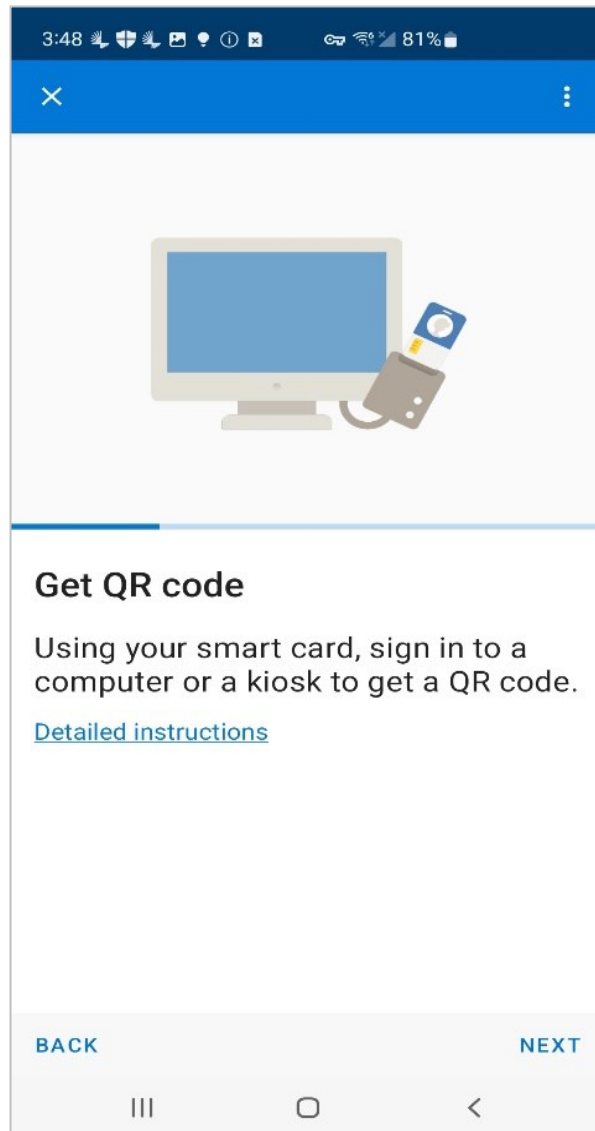 3:48 81%
Get QR code
Using your smart card, sign in to a
computer or a kiosk to get a QR code.
Detailed instructions
BACK NEXT